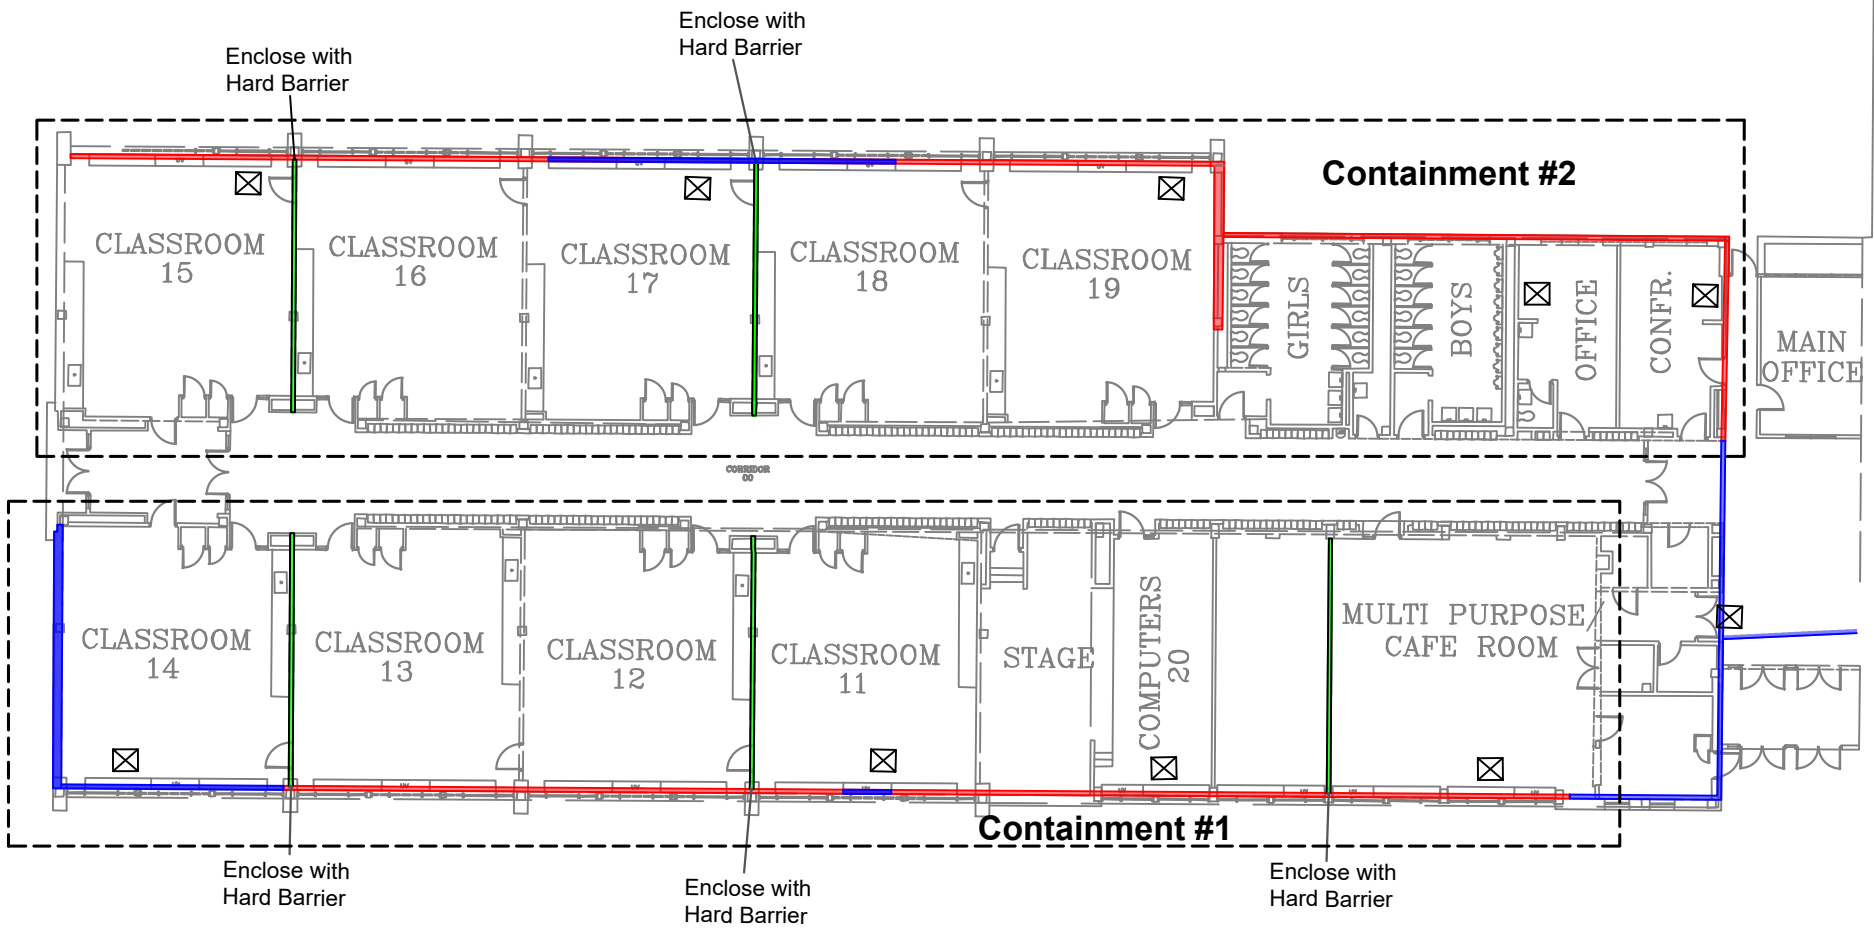 Enclose with
Hard Barrier
Enclose with
Hard Barrier
Containment #2
CLASSROOM
15
CLASSROOM
16
CLASSROOM
17
CLASSROOM
18
CLASSROOM
19
GIRLS
BOYS
OFFICE
CONFR.
MAIN
OFFICE
CORRIDOR
00
CLASSROOM
14
CLASSROOM
13
CLASSROOM
12
CLASSROOM
11
STAGE
COMPUTERS
20
MULTI PURPOSE
CAFE ROOM
Containment #1
Enclose with
Hard Barrier
Enclose with
Hard Barrier
Enclose with
Hard Barrier